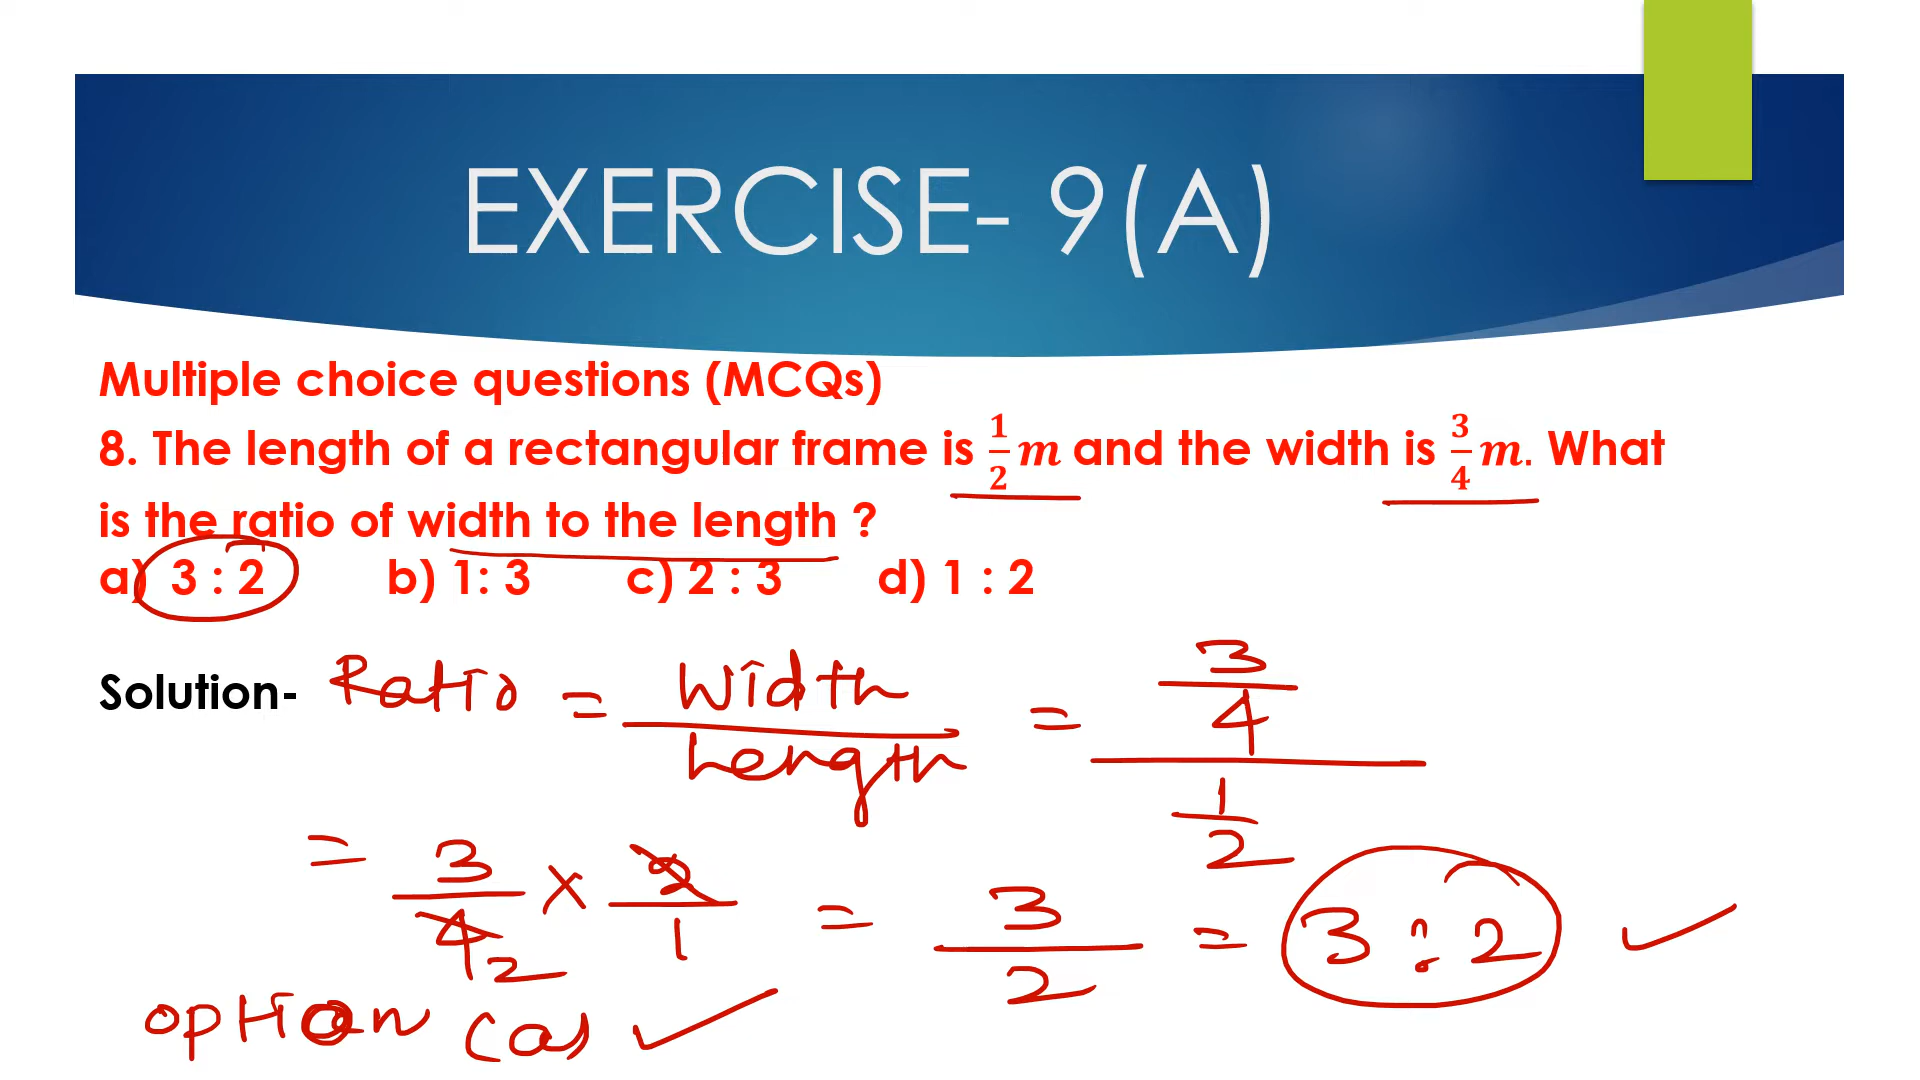 EXERCISE- 9(A)
Multiple choice questions (MCQs)
8. The length of a rectangular frame is 1/2 m and the width is 3/4 m. What
is the ratio of width to the length ?
a) 3 : 2 b) 1: 3 c) 2 : 3 d) 1 : 2
Solution- Ratio = Width / Length = 3/4 / 1/2
= 3/4 2 × 2/1 = 3/2 = 3 : 2 ✓
option (a) ✓